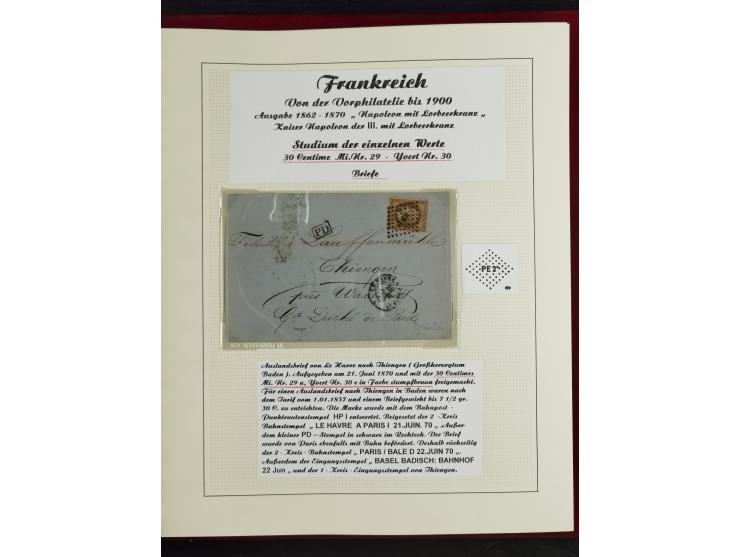 Frankreich
Von der Vorphilatelie bis 1900
Ausgabe 1862 - 1870 „ Napoleon mit Lorbeerkranz „
Kaiser Napoleon der III. mit Lorbeerkranz
Studium der einzelnen Werte
30 Centime Mi.Nr. 29 - Yvert Nr. 30
Briefe
PD
Lauffenmühle
Thiengen
près
Gd Duché de Bade
PE 2°
Auslandsbrief von Le Havre nach Thiengen ( Großherzogtum
Baden ). Aufgegeben am 21. Juni 1870 und mit der 30 Centimes
Mi. Nr. 29 a, Yvert Nr. 30 c in Farbe stumpfbraun freigemacht.
Für einen Auslandsbrief nach Thiengen in Baden waren nach
dem Tarif vom 1.01.1857 und einem Briefgewicht bis 7 1/2 gr.
30 C. zu entrichten. Die Marke wurde mit dem Bahnpost -
Punktrautenstempel HP I entwertet. Beigesetzt der 2 - Kreis
Bahnstempel „ LE HAVRE A PARIS I 21.JUIN. 70 „ Außer-
dem kleiner PD – Stempel in schwarz im Rechteck. Der Brief
wurde von Paris ebenfalls mit Bahn befördert. Deshalb rückseitig
der 2 - Kreis - Bahnstempel „ PARIS / BALE D 22.JUIN 70 „.
Außerdem der Eingangsstempel „ BASEL BADISCH: BAHNHOF
22 Jun „ und der 1 - Kreis - Eingangsstempel von Thiengen.